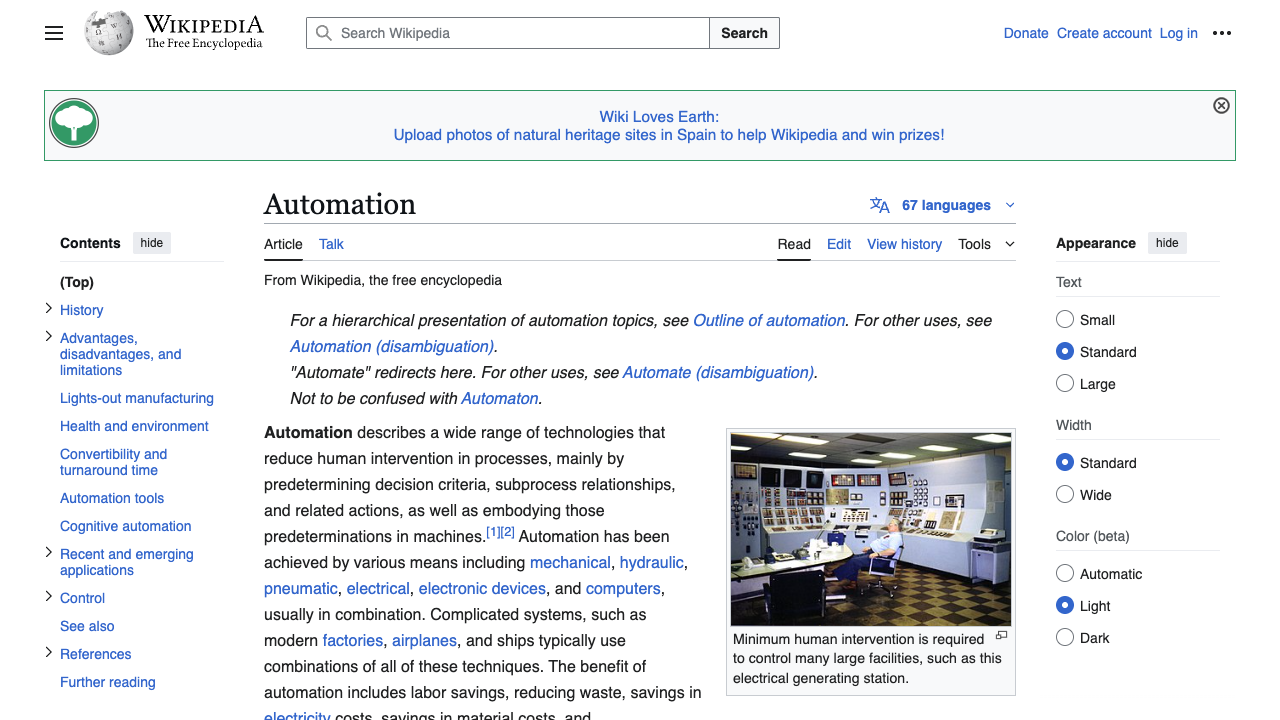 WIKIPEDIA
The Free Encyclopedia
Search Wikipedia
Search
Donate Create account Log in
Wiki Loves Earth:
Upload photos of natural heritage sites in Spain to help Wikipedia and win prizes!
Automation
67 languages
Article Talk
Read Edit View history Tools
From Wikipedia, the free encyclopedia
Contents hide
(Top)
History
Advantages,
disadvantages, and
limitations
Lights-out manufacturing
Health and environment
Convertibility and
turnaround time
Automation tools
Cognitive automation
Recent and emerging
applications
Control
See also
References
Further reading
For a hierarchical presentation of automation topics, see Outline of automation. For other uses, see
Automation (disambiguation).
"Automate" redirects here. For other uses, see Automate (disambiguation).
Not to be confused with Automaton.
Automation describes a wide range of technologies that
reduce human intervention in processes, mainly by
predetermining decision criteria, subprocess relationships,
and related actions, as well as embodying those
predeterminations in machines.[1][2] Automation has been
achieved by various means including mechanical, hydraulic,
pneumatic, electrical, electronic devices, and computers,
usually in combination. Complicated systems, such as
modern factories, airplanes, and ships typically use
combinations of all of these techniques. The benefit of
automation includes labor savings, reducing waste, savings in
electricity costs, savings in material costs, and
Minimum human intervention is required
to control many large facilities, such as this
electrical generating station.
Appearance hide
Text
Small
Standard
Large
Width
Standard
Wide
Color (beta)
Automatic
Light
Dark